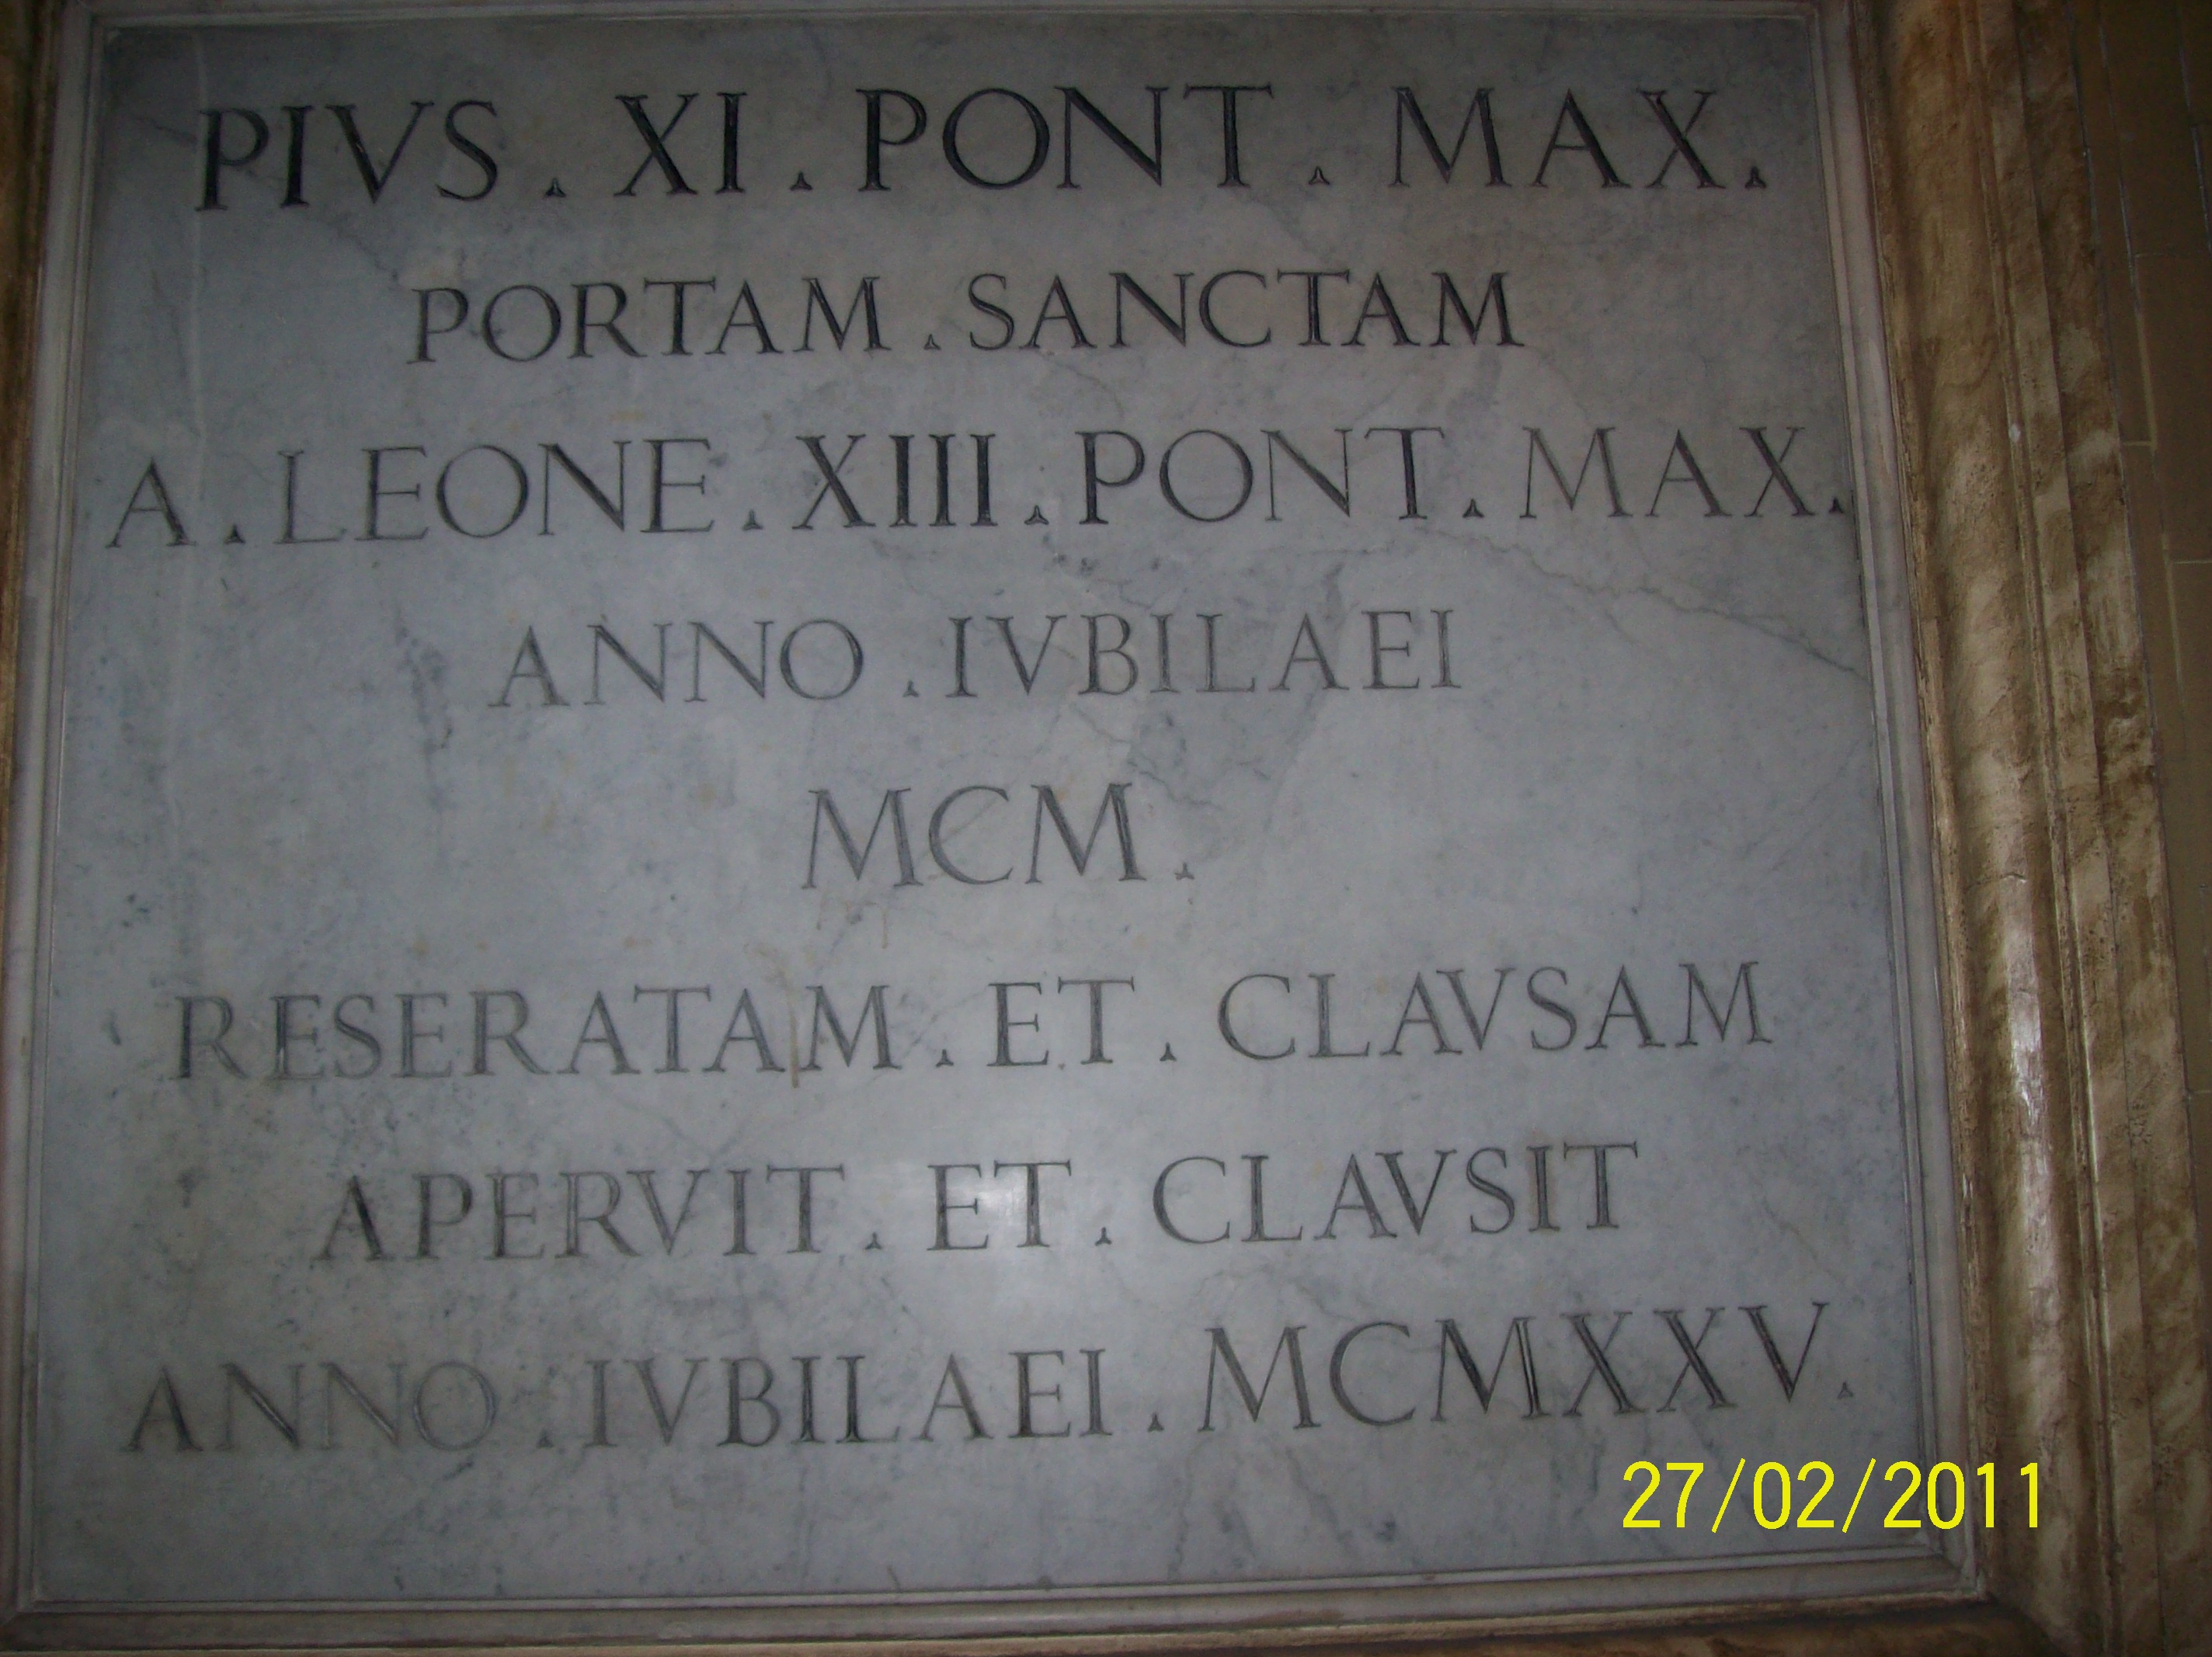 PIVS . XI . PONT . MAX .
PORTAM . SANCTAM
A . LEONE . XIII . PONT . MAX .
ANNO . IVBILAEI
MCM .
RESERATAM . ET . CLAVSAM
APERVIT . ET . CLAVSIT
ANNO . IVBILAEI . MCMXXV .
27/02/2011